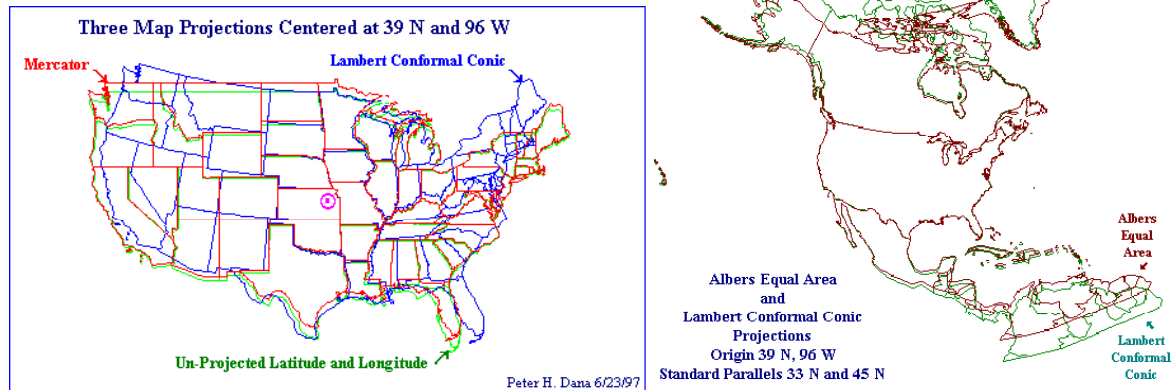 Three Map Projections Centered at 39 N and 96 W
Mercator
Lambert Conformal Conic
Un-Projected Latitude and Longitude
Peter H. Dana 6/23/97
Albers
Equal
Area
Albers Equal Area
and
Lambert Conformal Conic
Projections
Origin 39 N, 96 W
Standard Parallels 33 N and 45 N
Lambert
Conformal
Conic